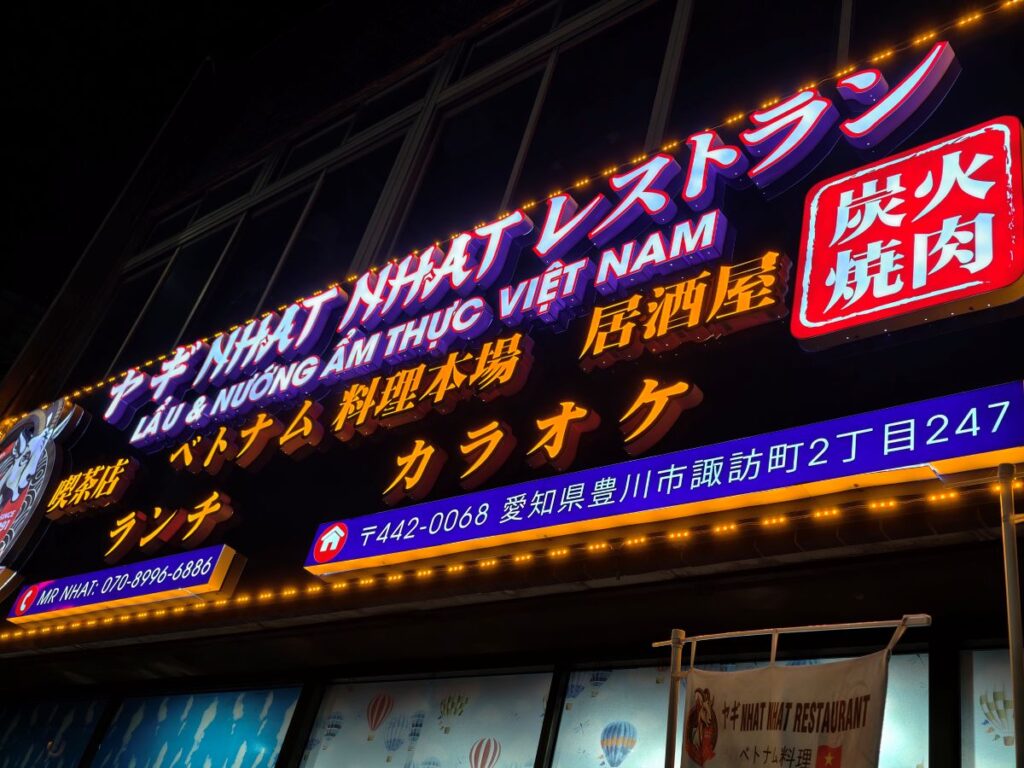 ヤギ NHAT NHAT レストラン
LẨU & NƯỚNG ẨM THỰC VIỆT NAM
炭火
焼肉
ベトナム 料理本場 居酒屋
喫茶店
ランチ カラオケ
〒442-0068 愛知県豊川市諏訪町2丁目247
MR NHAT: 070-8996-6886
ヤギ NHAT NHAT RESTAURANT
ベトナム料理